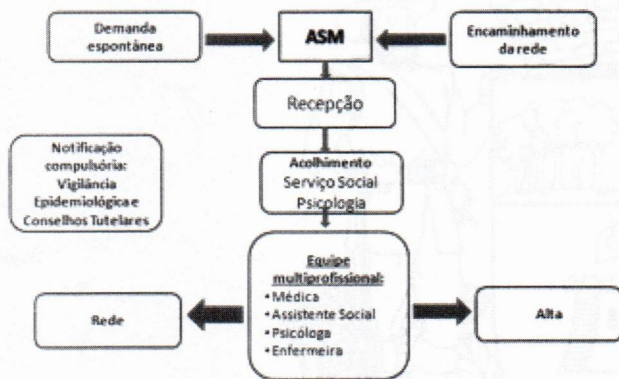 Demanda
espontânea
ASM
Encaminhamento
da rede
Recepção
Notificação
compulsória:
Vigilância
Epidemiológica e
Conselhos Tutelares
Acolhimento
Serviço Social
Psicologia
Equipe
multiprofissional:
• Médica
• Assistente Social
• Psicóloga
• Enfermeira
Rede
Alta